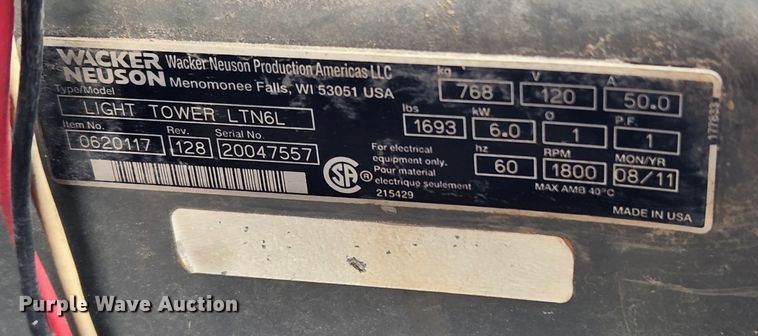 WACKER NEUSON Wacker Neuson Production Americas LLC
Menomonee Falls, WI 53051 USA
Type/Model
LIGHT TOWER LTN6L
Item No. Rev. Serial No.
0620117 128 20047557
kg V A
768 120 50.0
lbs kW Ø P.F.
1693 6.0 1 1
hz RPM MON/YR
60 1800 08/11
MAX AMB 40°C
For electrical
equipment only.
Pour material
electrique seulement
215429
SA ®
MADE IN USA
177633
Purple Wave Auction